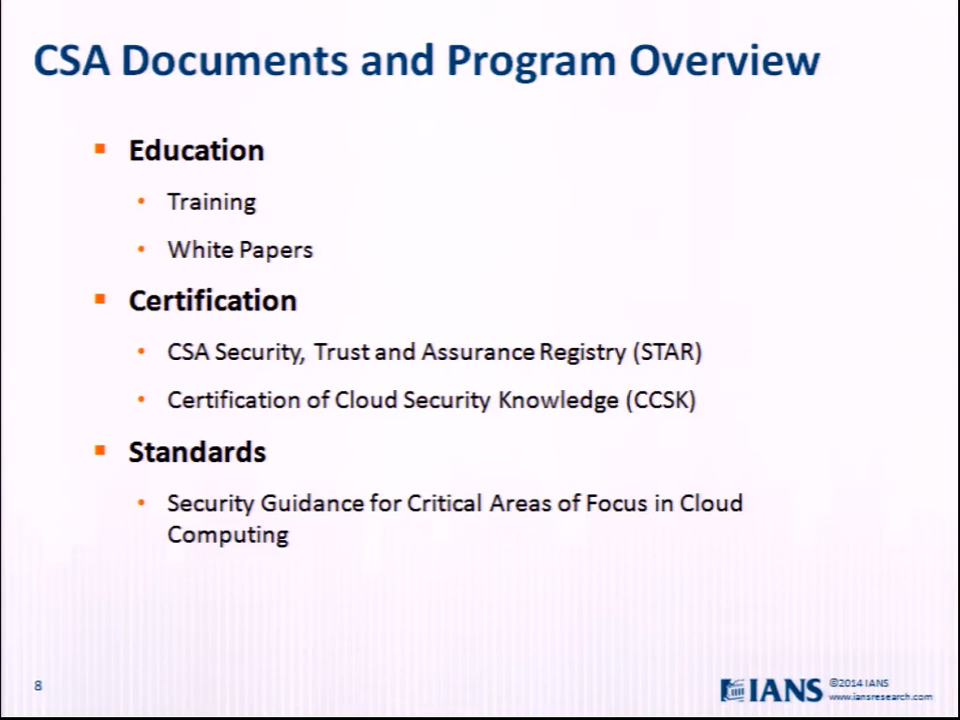 CSA Documents and Program Overview
Education
Training
White Papers
Certification
CSA Security, Trust and Assurance Registry (STAR)
Certification of Cloud Security Knowledge (CCSK)
Standards
Security Guidance for Critical Areas of Focus in Cloud
Computing
8
IANS
©2014 IANS
www.iansresearch.com